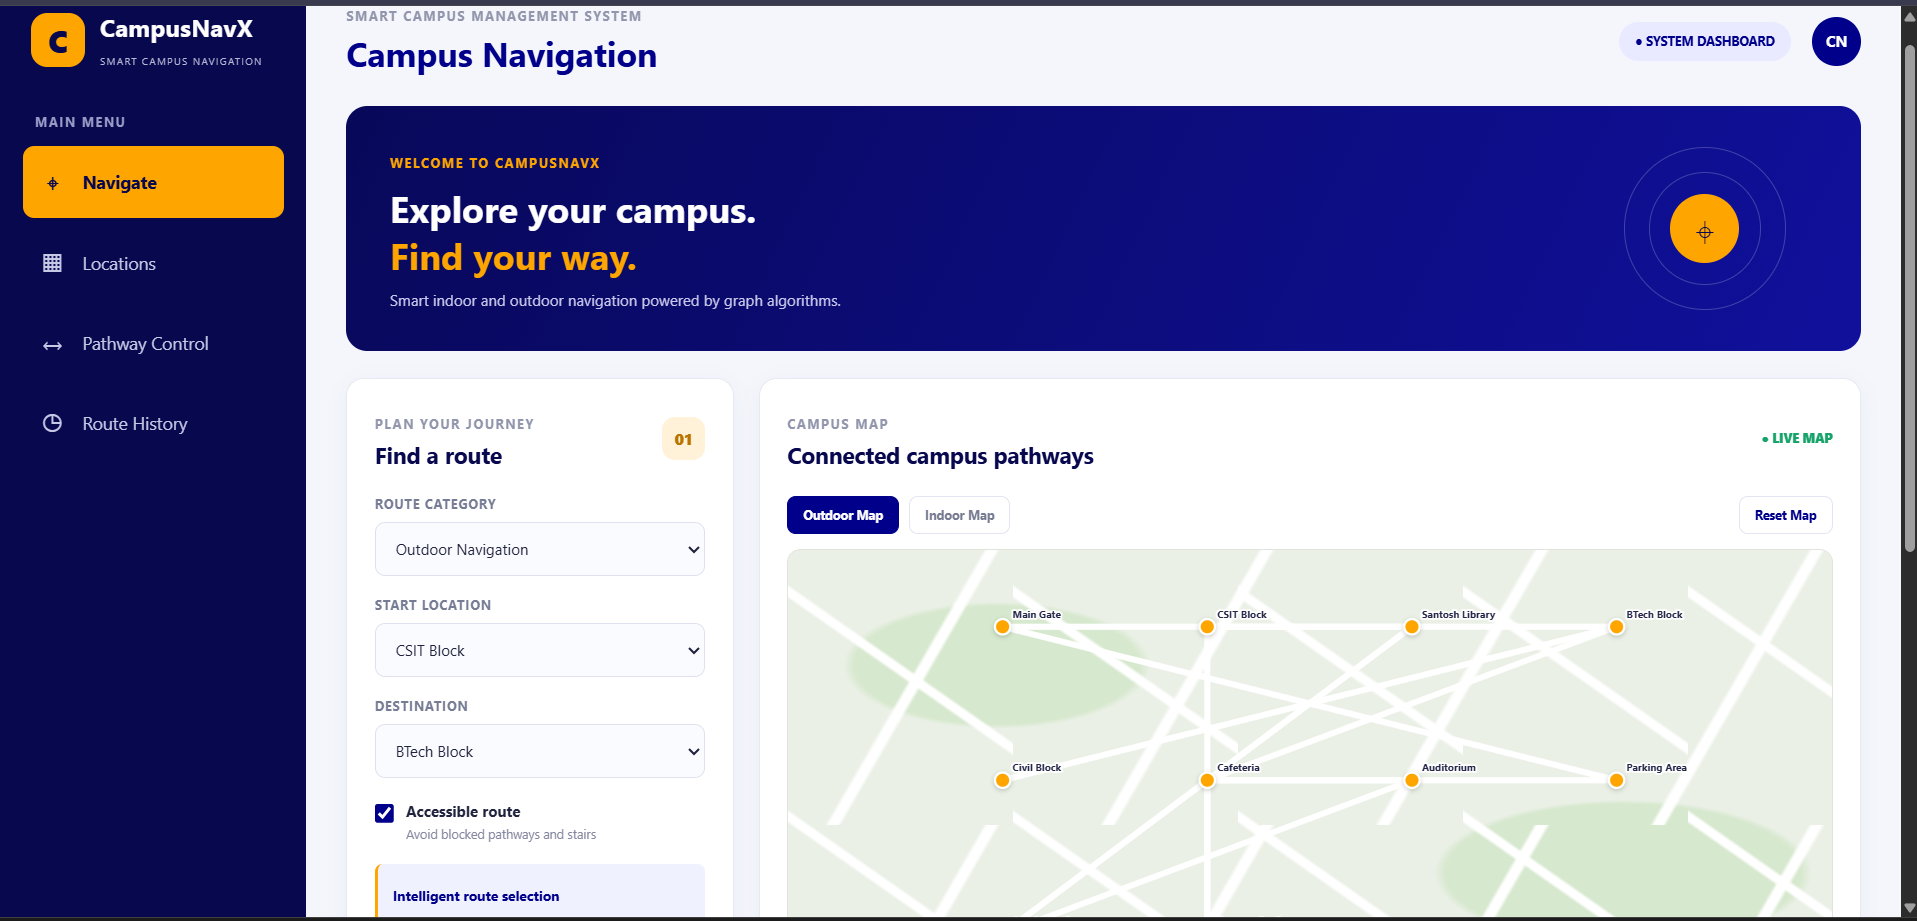 C
CampusNavX
SMART CAMPUS NAVIGATION
MAIN MENU
Navigate
Locations
Pathway Control
Route History
SMART CAMPUS MANAGEMENT SYSTEM
Campus Navigation
• SYSTEM DASHBOARD
CN
WELCOME TO CAMPUSNAVX
Explore your campus.
Find your way.
Smart indoor and outdoor navigation powered by graph algorithms.
PLAN YOUR JOURNEY
Find a route
01
ROUTE CATEGORY
Outdoor Navigation
START LOCATION
CSIT Block
DESTINATION
BTech Block
Accessible route
Avoid blocked pathways and stairs
Intelligent route selection
CAMPUS MAP
Connected campus pathways
• LIVE MAP
Outdoor Map
Indoor Map
Reset Map
Main Gate
CSIT Block
Santosh Library
BTech Block
Civil Block
Cafeteria
Auditorium
Parking Area